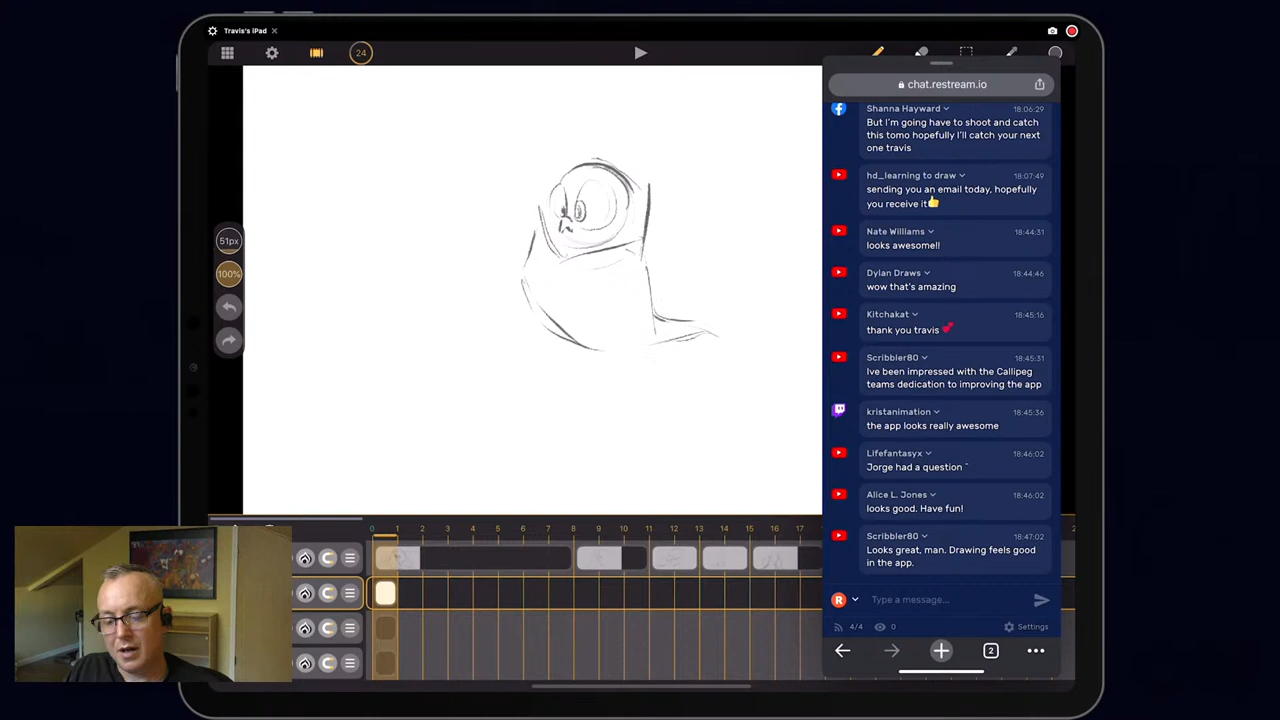 Travis's iPad
24
chat.restream.io
Shanna Hayward 18:06:29
But I'm going have to shoot and catch
this tomo hopefully I'll catch your next
one travis
hd_learning to draw 18:07:49
sending you an email today, hopefully
you receive it👍
Nate Williams 18:44:31
looks awesome!!
Dylan Draws 18:44:46
wow that's amazing
Kitchakat 18:45:16
thank you travis 💕
Scribbler80 18:45:31
Ive been impressed with the Callipeg
teams dedication to improving the app
kristanimation 18:45:36
the app looks really awesome
Lifefantasyx 18:46:02
Jorge had a question ^
Alice L. Jones 18:46:02
looks good. Have fun!
Scribbler80 18:47:02
Looks great, man. Drawing feels good
in the app.
R Type a message...
4/4 0 Settings
2
51px
100%
0 1 2 3 4 5 6 7 8 9 10 11 12 13 14 15 16 17 2